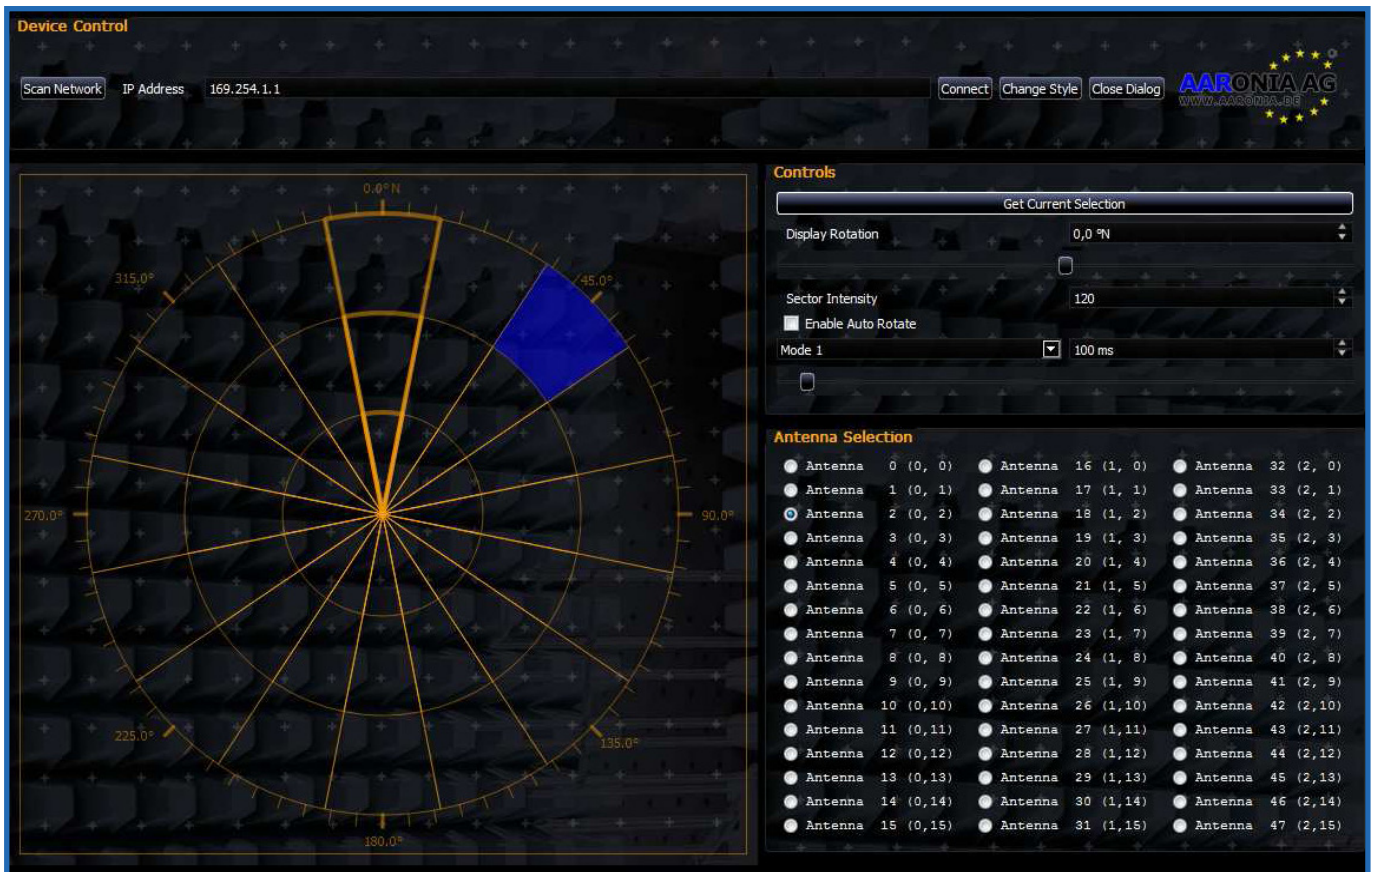 Device Control
Scan Network IP Address 169.254.1.1 Connect Change Style Close Dialog
AARONIA AG
WWW.AARONIA.DE
0.0°N
315.0°
45.0°
270.0°
90.0°
225.0°
135.0°
180.0°
Controls
Get Current Selection
Display Rotation 0,0 °N
Sector Intensity 120
Enable Auto Rotate
Mode 1 100 ms
Antenna Selection
Antenna 0 (0, 0) Antenna 16 (1, 0) Antenna 32 (2, 0)
Antenna 1 (0, 1) Antenna 17 (1, 1) Antenna 33 (2, 1)
Antenna 2 (0, 2) Antenna 18 (1, 2) Antenna 34 (2, 2)
Antenna 3 (0, 3) Antenna 19 (1, 3) Antenna 35 (2, 3)
Antenna 4 (0, 4) Antenna 20 (1, 4) Antenna 36 (2, 4)
Antenna 5 (0, 5) Antenna 21 (1, 5) Antenna 37 (2, 5)
Antenna 6 (0, 6) Antenna 22 (1, 6) Antenna 38 (2, 6)
Antenna 7 (0, 7) Antenna 23 (1, 7) Antenna 39 (2, 7)
Antenna 8 (0, 8) Antenna 24 (1, 8) Antenna 40 (2, 8)
Antenna 9 (0, 9) Antenna 25 (1, 9) Antenna 41 (2, 9)
Antenna 10 (0,10) Antenna 26 (1,10) Antenna 42 (2,10)
Antenna 11 (0,11) Antenna 27 (1,11) Antenna 43 (2,11)
Antenna 12 (0,12) Antenna 28 (1,12) Antenna 44 (2,12)
Antenna 13 (0,13) Antenna 29 (1,13) Antenna 45 (2,13)
Antenna 14 (0,14) Antenna 30 (1,14) Antenna 46 (2,14)
Antenna 15 (0,15) Antenna 31 (1,15) Antenna 47 (2,15)